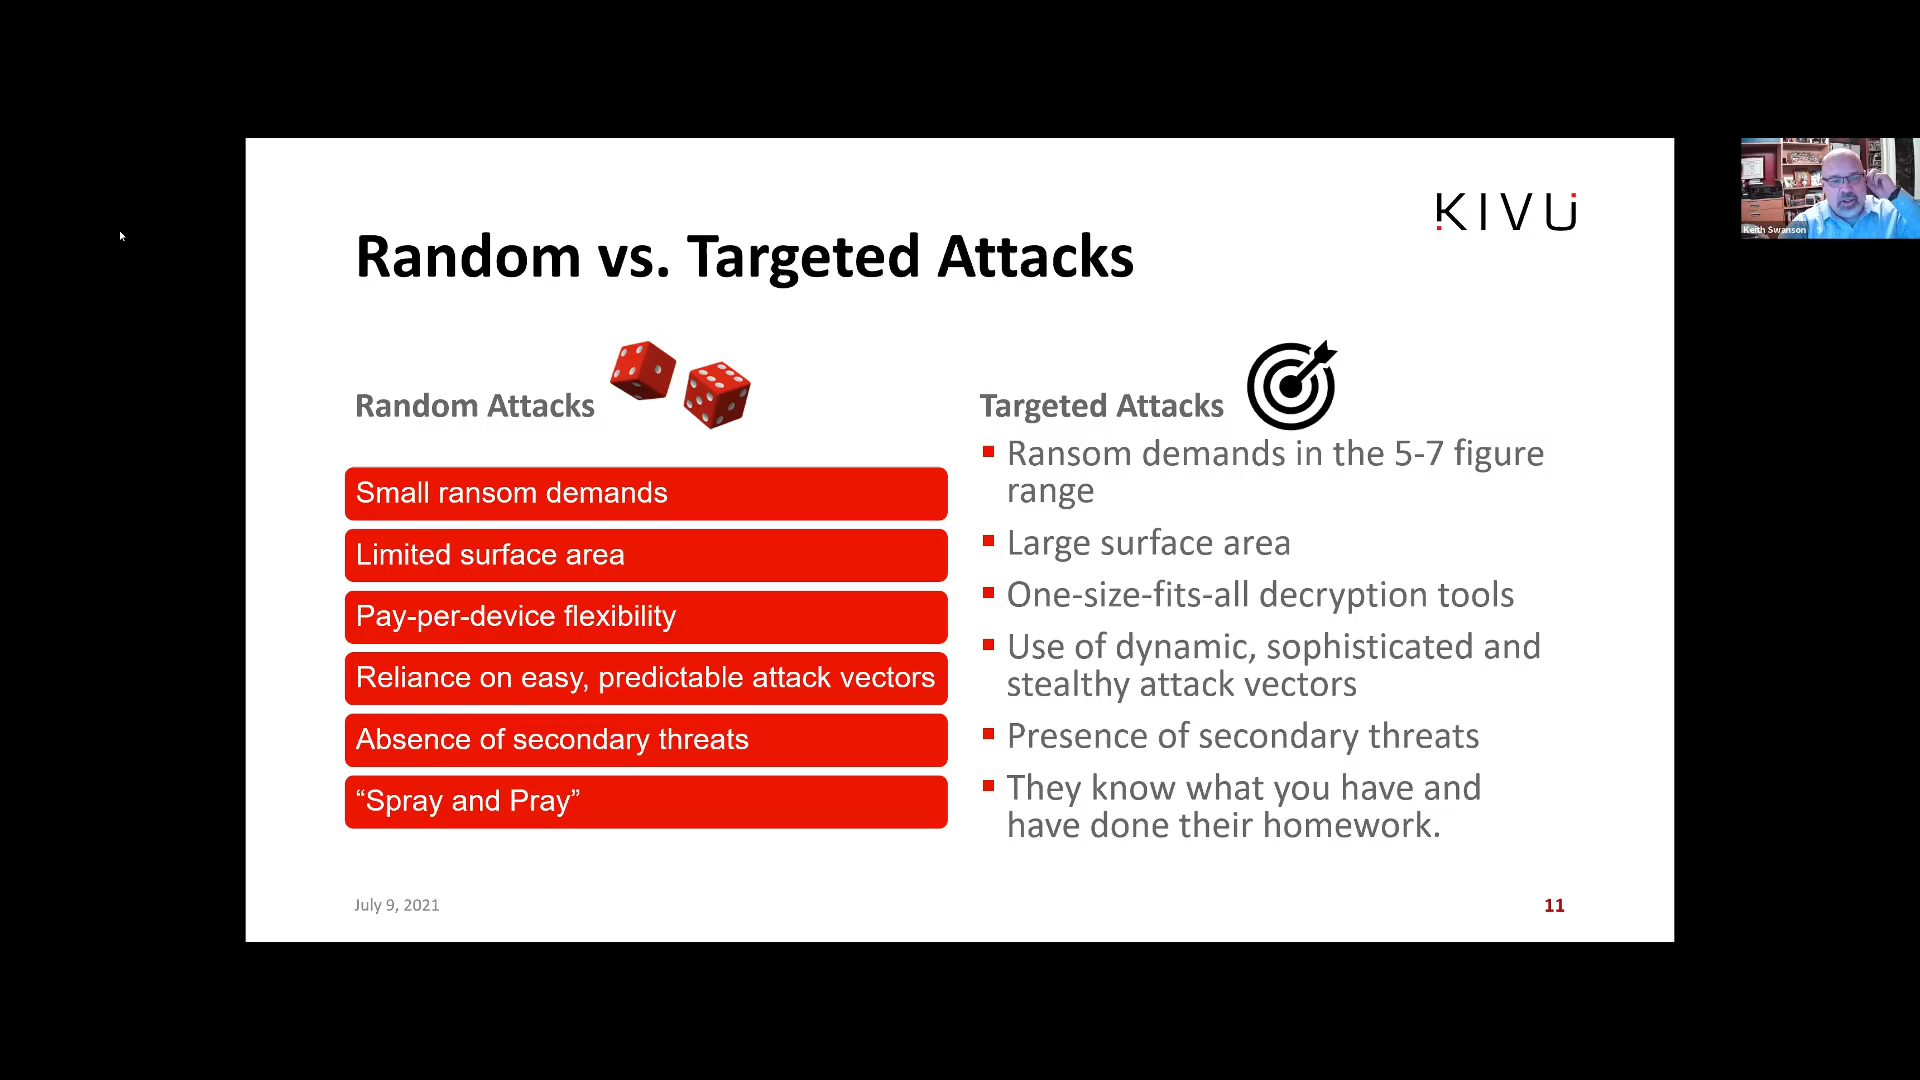 KIVU
Random vs. Targeted Attacks
Random Attacks
Small ransom demands
Limited surface area
Pay-per-device flexibility
Reliance on easy, predictable attack vectors
Absence of secondary threats
“Spray and Pray”
Targeted Attacks
Ransom demands in the 5-7 figure
range
Large surface area
One-size-fits-all decryption tools
Use of dynamic, sophisticated and
stealthy attack vectors
Presence of secondary threats
They know what you have and
have done their homework.
July 9, 2021
11
Keith Swanson